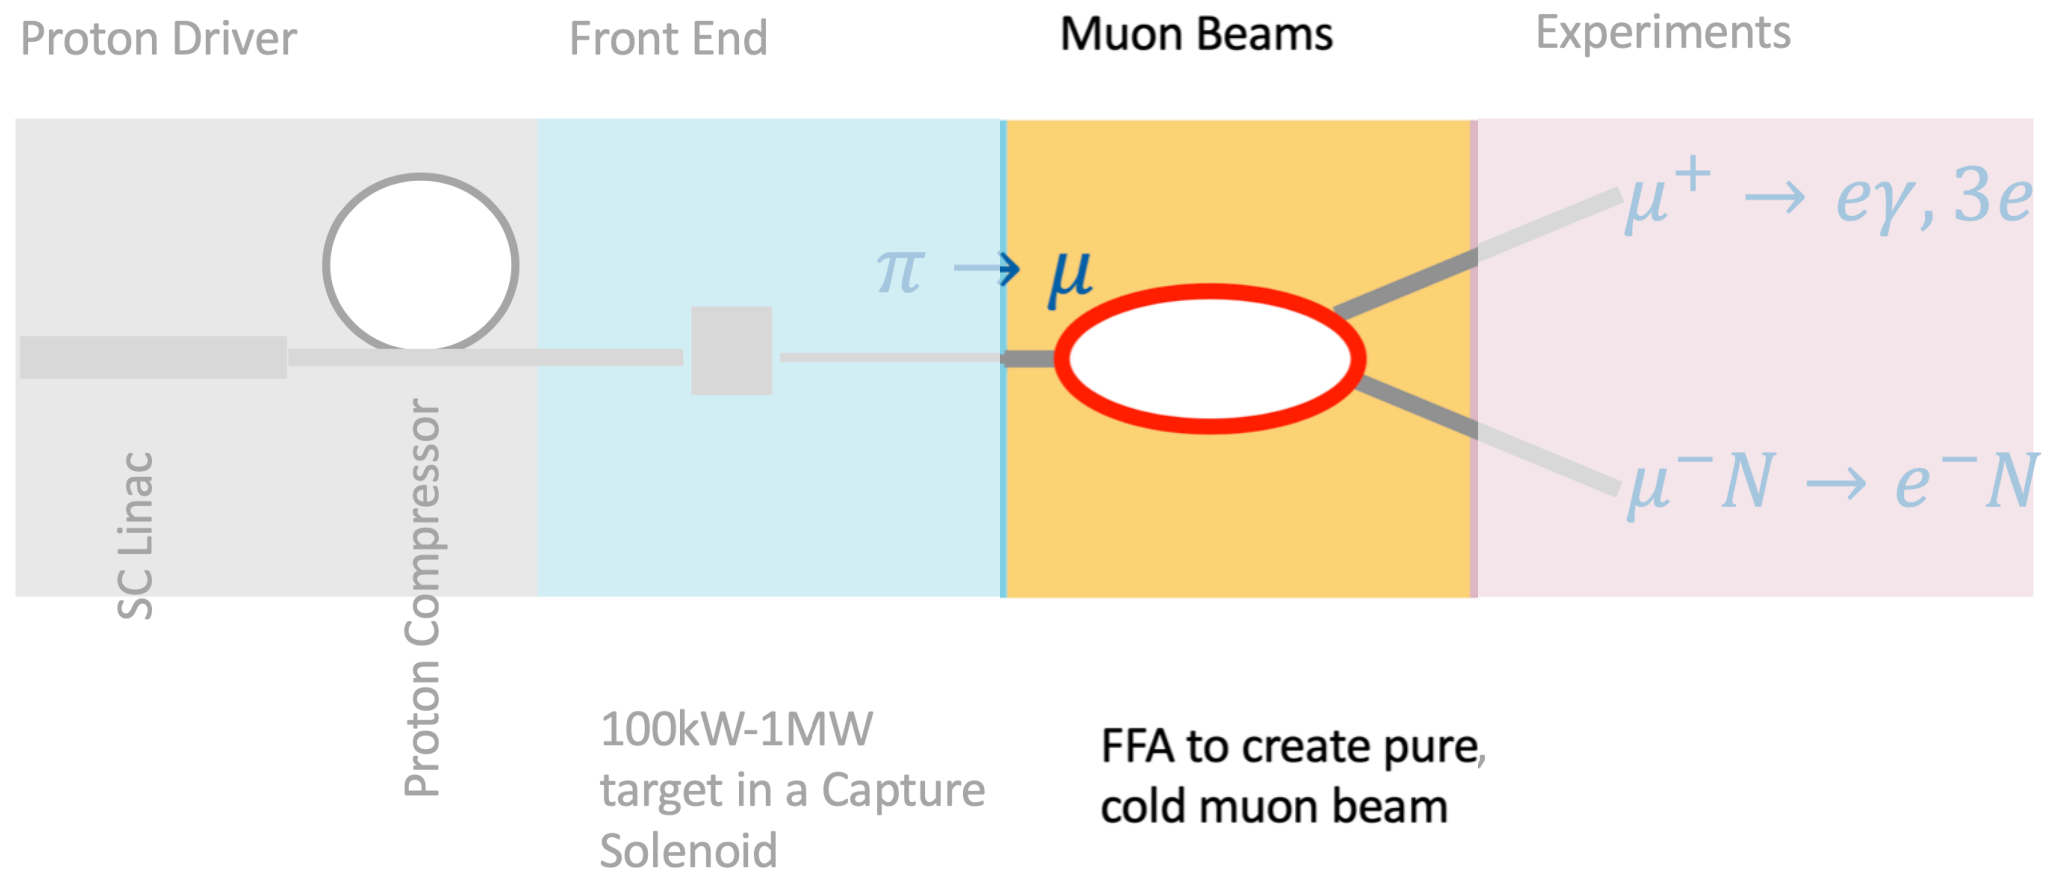 Proton Driver
Front End
Muon Beams
Experiments
π → μ
μ⁺ → eγ, 3e
μ⁻N → e⁻N
SC Linac
Proton Compressor
100kW-1MW
target in a Capture
Solenoid
FFA to create pure,
cold muon beam